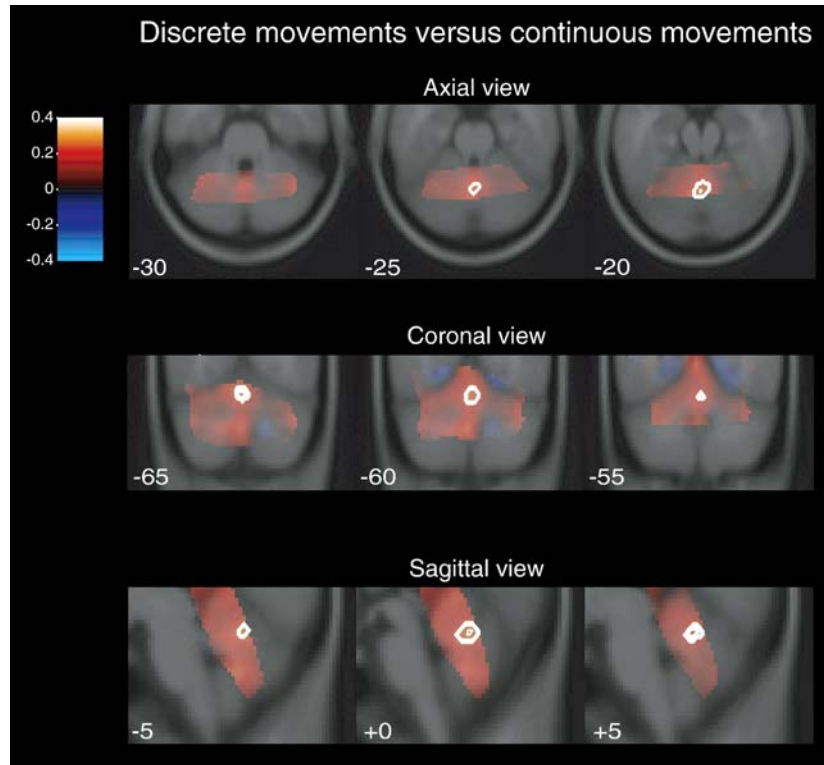 Discrete movements versus continuous movements
Axial view
0.4
0.2
0
-0.2
-0.4
-30 -25 -20
Coronal view
-65 -60 -55
Sagittal view
-5 +0 +5